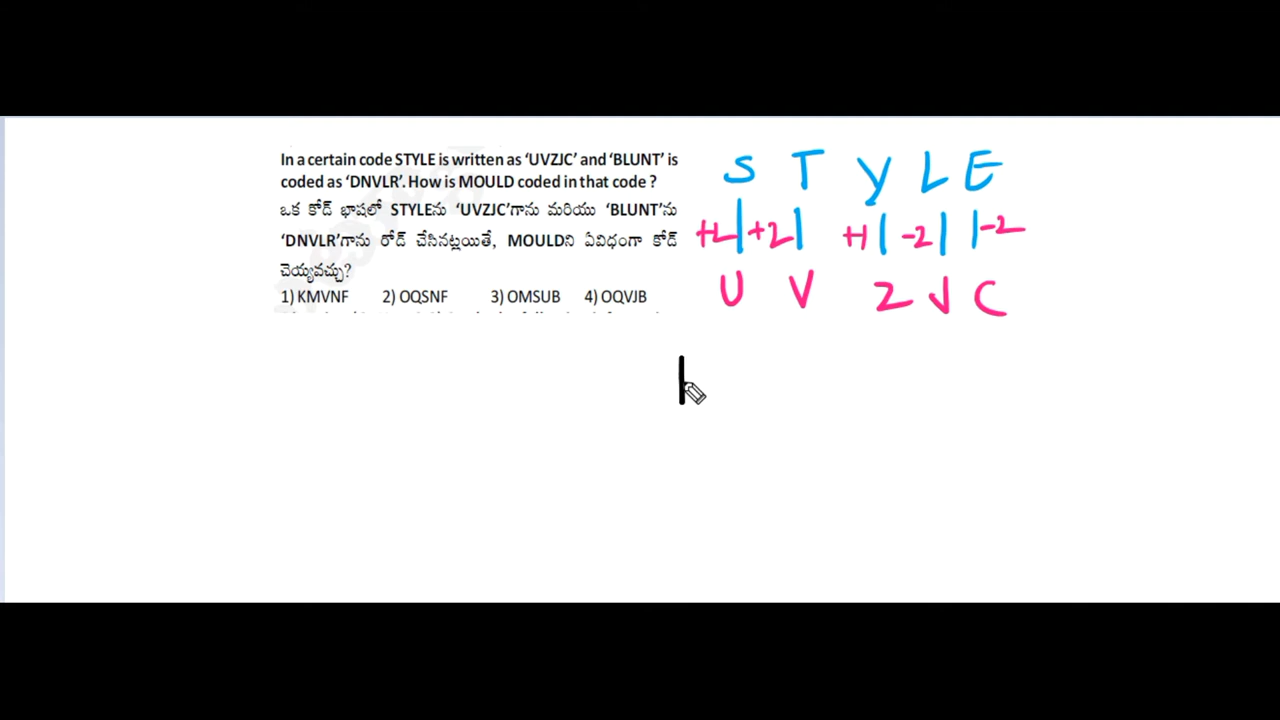 In a certain code STYLE is written as ‘UVZJC’ and ‘BLUNT’ is
coded as ‘DNVLR’. How is MOULD coded in that code ?
ఒక కోడ్ భాషలో STYLEను ‘UVZJC’గాను మరియు ‘BLUNT’ను
‘DNVLR’గాను రోడ్ చేసినట్లయితే, MOULDని ఏవిధంగా కోడ్
చెయ్యవచ్చు?
1) KMVNF 2) OQSNF 3) OMSUB 4) OQVJB
S T Y L E
+2 +2 +1 -2 -2
U V Z J C